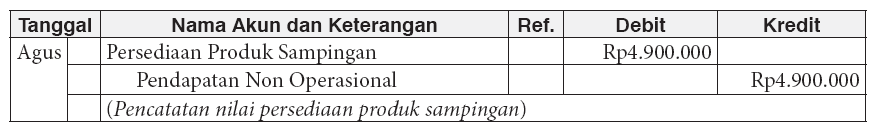 Tanggal Nama Akun dan Keterangan Ref. Debit Kredit
Agus Persediaan Produk Sampingan Rp4.900.000
Pendapatan Non Operasional Rp4.900.000
(Pencatatan nilai persediaan produk sampingan)